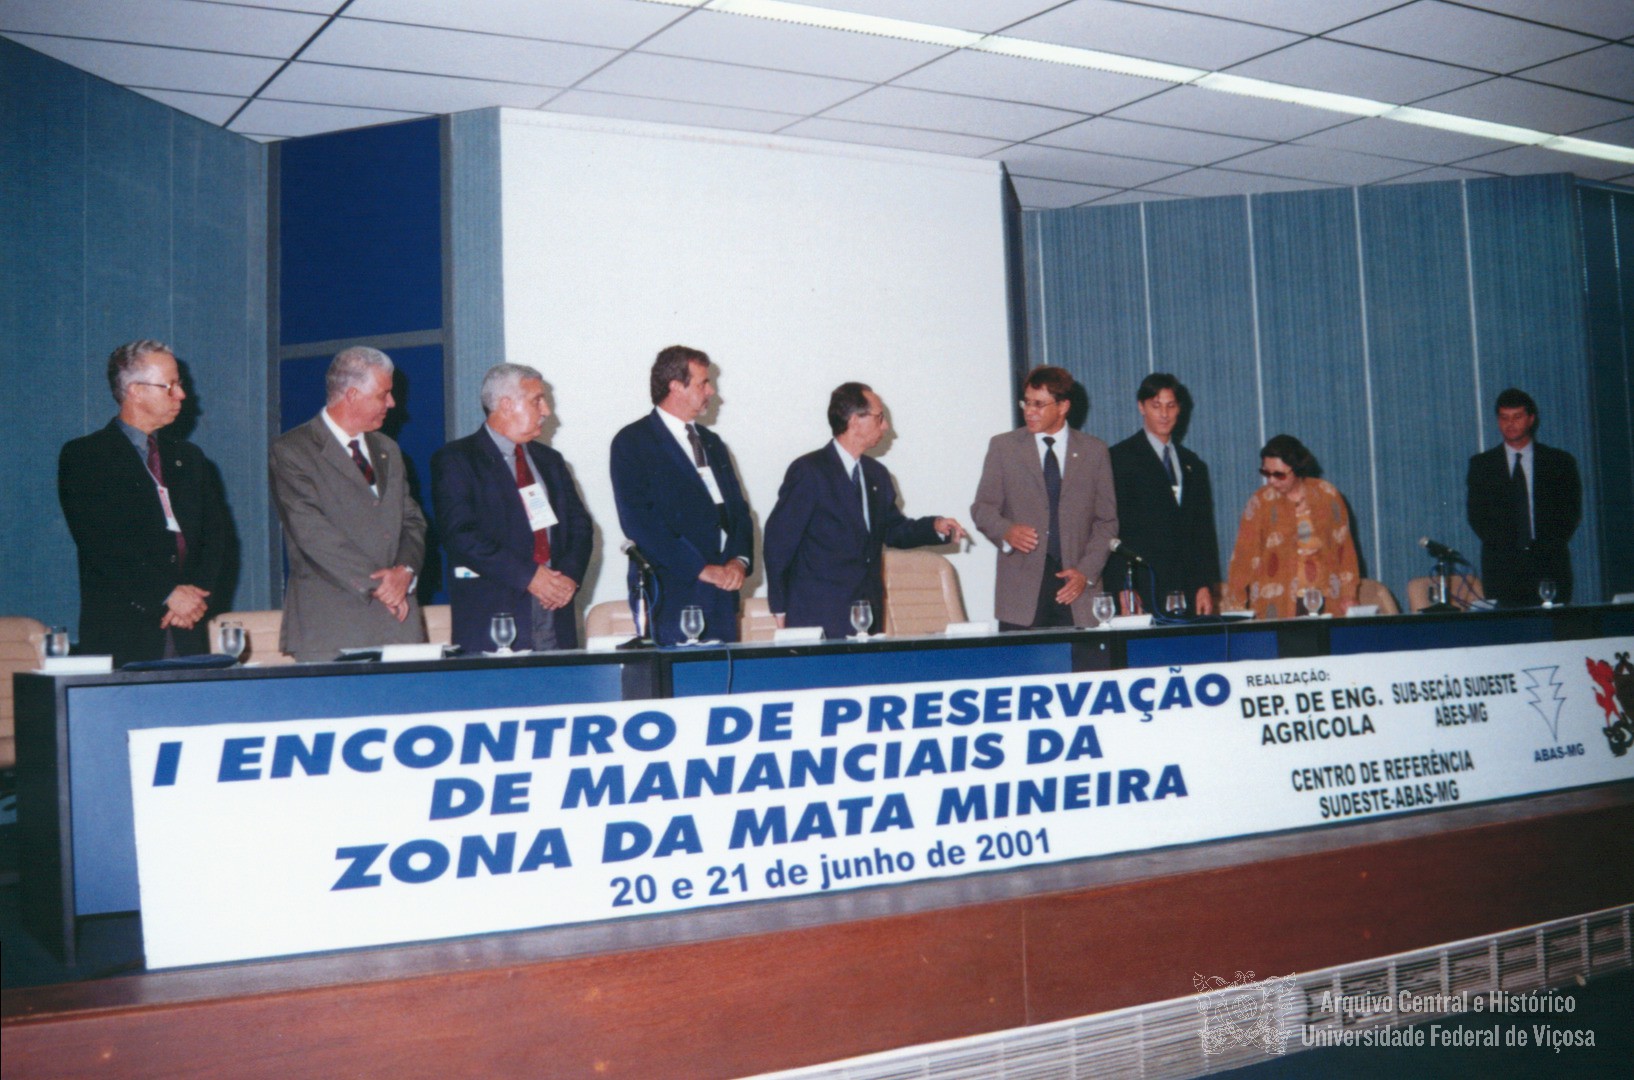 I ENCONTRO DE PRESERVAÇÃO
DE MANANCIAIS DA
ZONA DA MATA MINEIRA
20 e 21 de junho de 2001
REALIZAÇÃO:
DEP. DE ENG.
AGRÍCOLA
SUB-SEÇÃO SUDESTE
ABES-MG
CENTRO DE REFERÊNCIA
SUDESTE-ABAS-MG
ABAS-MG
Arquivo Central e Histórico
Universidade Federal de Viçosa